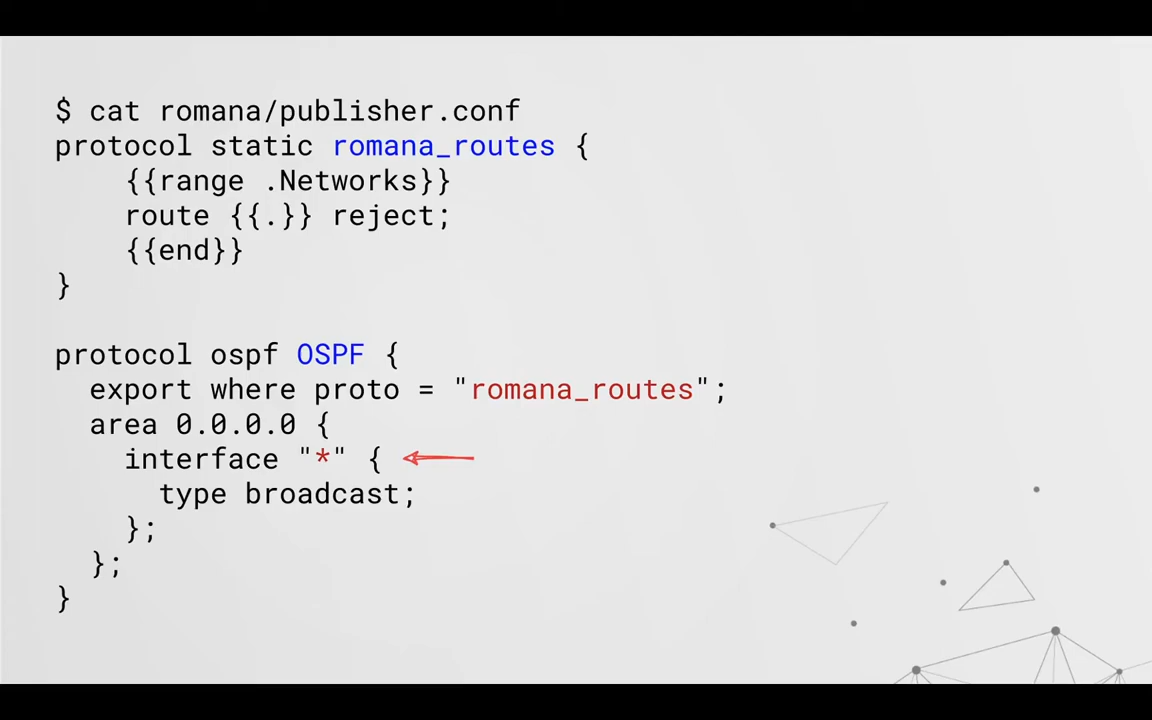 $ cat romana/publisher.conf
protocol static romana_routes {
{{range .Networks}}
route {{.}} reject;
{{end}}
}
protocol ospf OSPF {
export where proto = "romana_routes";
area 0.0.0.0 {
interface "*" {
type broadcast;
};
};
}